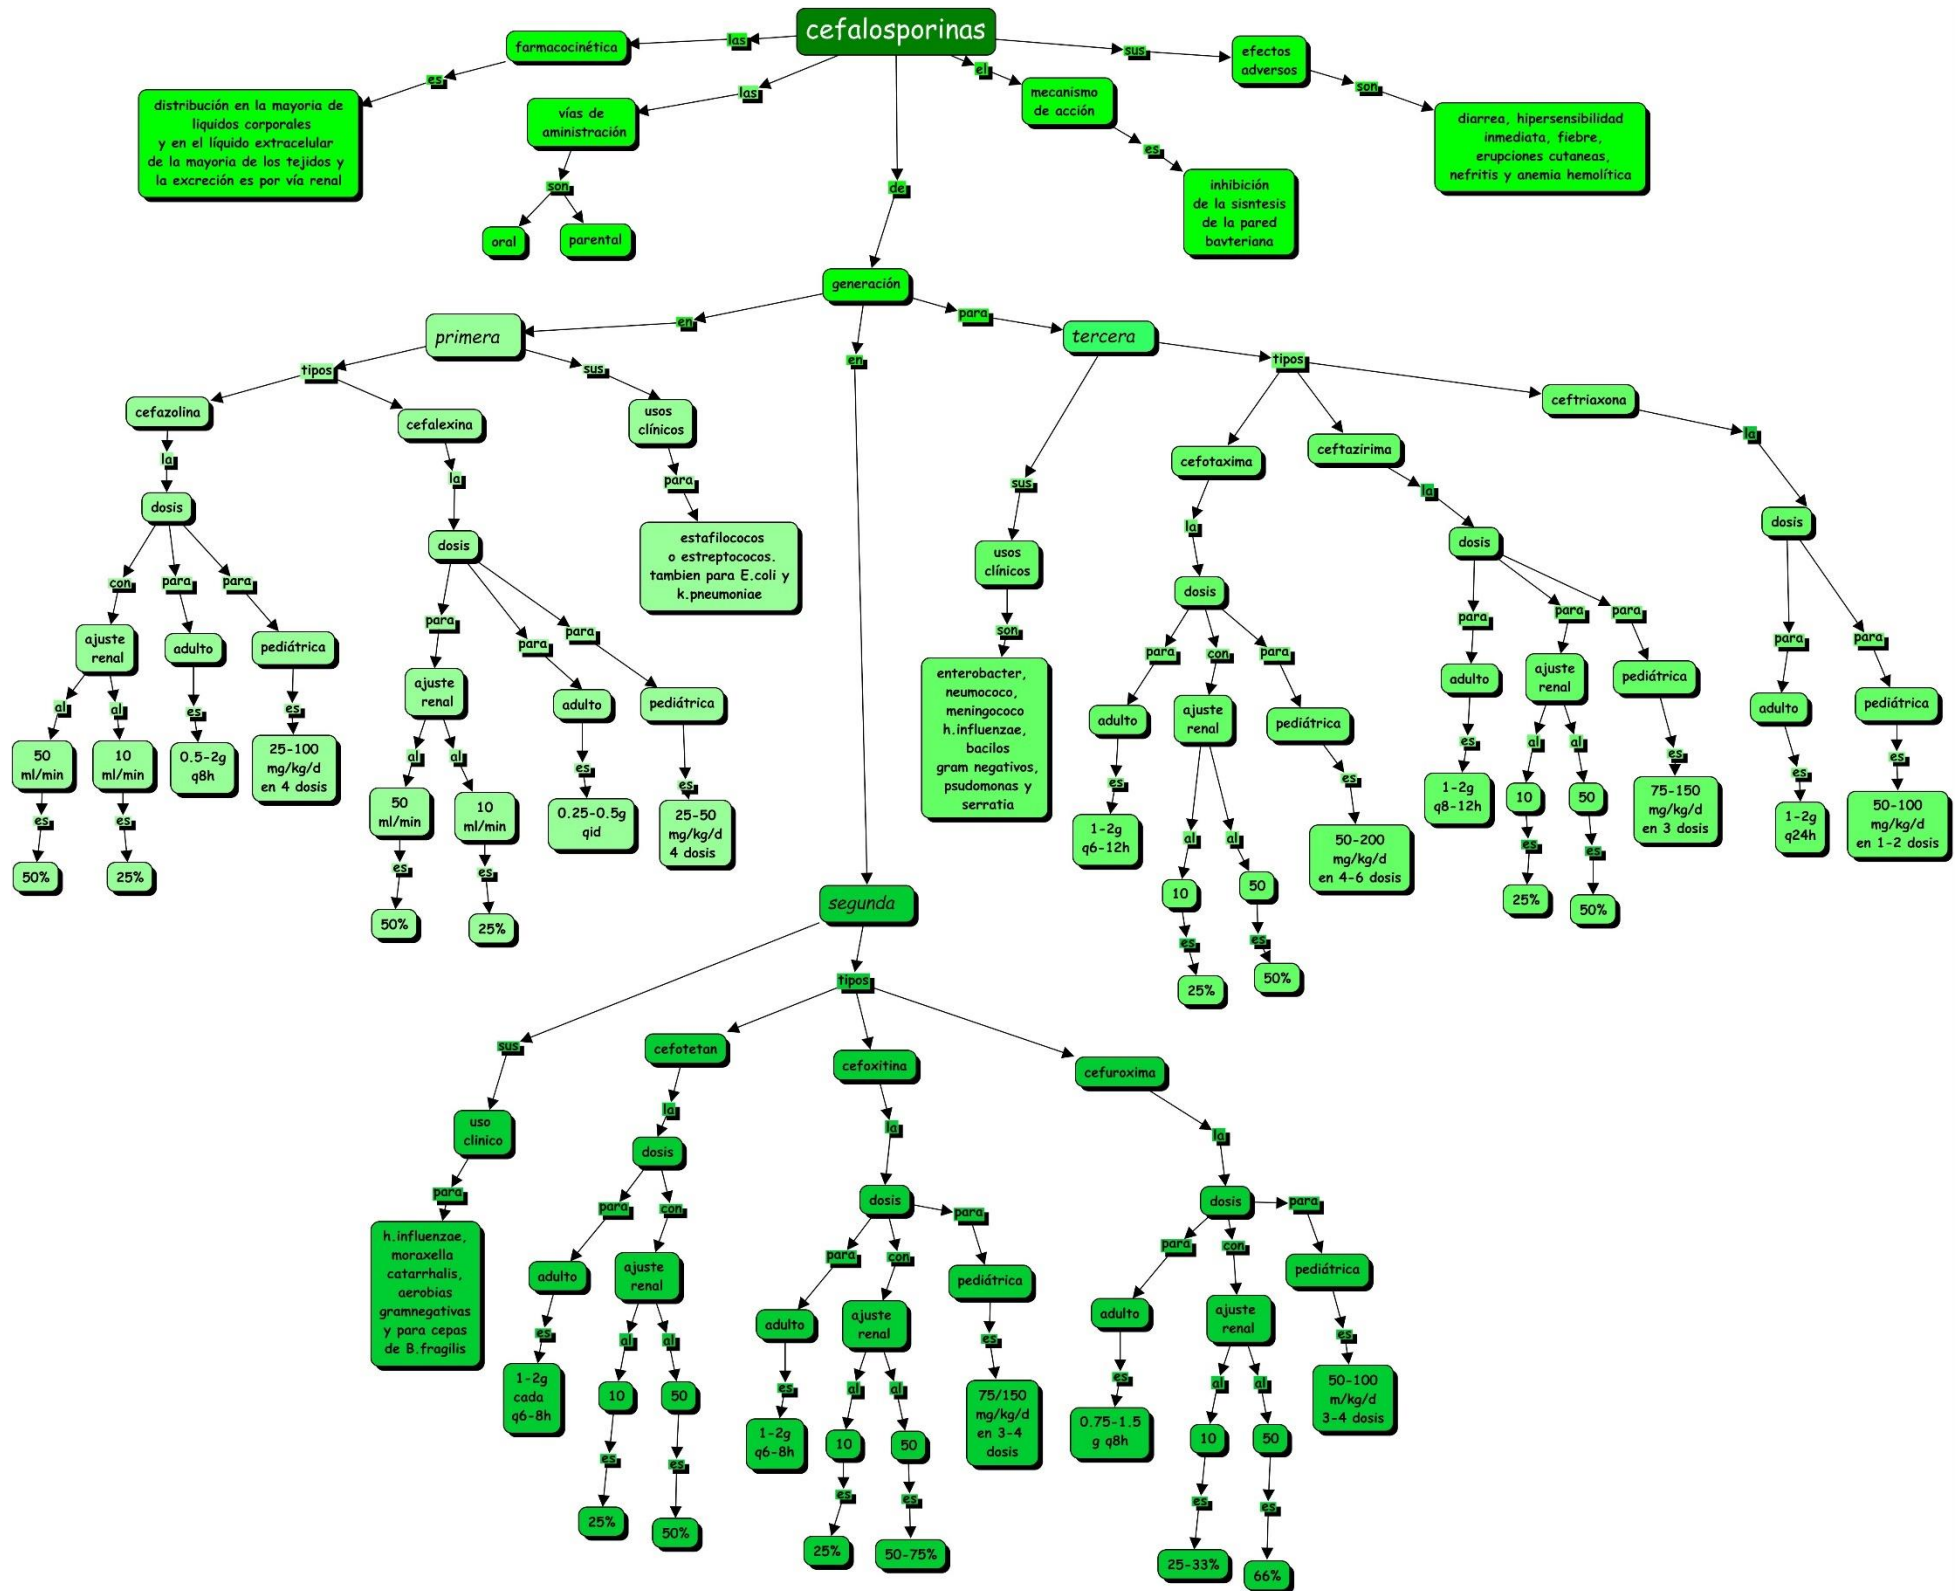 cefalosporinas
las
farmacocinética
es
distribución en la mayoria de
liquidos corporales
y en el líquido extracelular
de la mayoria de los tejidos y
la excreción es por vía renal
las
vías de
aministración
son
oral
parental
el
mecanismo
de acción
es
inhibición
de la sisntesis
de la pared
bavteriana
sus
efectos
adversos
son
diarrea, hipersensibilidad
inmediata, fiebre,
erupciones cutaneas,
nefritis y anemia hemolítica
de
generación
en
primera
tipos
cefazolina
la
dosis
con
ajuste
renal
al
50
ml/min
es
50%
al
10
ml/min
es
25%
para
adulto
es
0.5-2g
q8h
para
pediátrica
es
25-100
mg/kg/d
en 4 dosis
cefalexina
la
dosis
para
ajuste
renal
al
50
ml/min
es
50%
al
10
ml/min
es
25%
para
adulto
es
0.25-0.5g
qid
para
pediátrica
es
25-50
mg/kg/d
4 dosis
sus
usos
clínicos
para
estafilococos
o estreptococos.
tambien para E.coli y
k.pneumoniae
en
segunda
sus
uso
clinico
para
h.influenzae,
moraxella
catarrhalis,
aerobias
gramnegativas
y para cepas
de B.fragilis
tipos
cefotetan
la
dosis
para
adulto
es
1-2g
cada
q6-8h
con
ajuste
renal
al
10
es
25%
al
50
es
50%
cefoxitina
la
dosis
para
adulto
es
1-2g
q6-8h
con
ajuste
renal
al
10
es
25%
al
50
es
50-75%
para
pediátrica
es
75/150
mg/kg/d
en 3-4
dosis
cefuroxima
la
dosis
para
adulto
es
0.75-1.5
g q8h
con
ajuste
renal
al
10
es
25-33%
al
50
es
66%
para
pediátrica
es
50-100
m/kg/d
3-4 dosis
para
tercera
sus
usos
clínicos
son
enterobacter,
neumococo,
meningococo
h.influenzae,
bacilos
gram negativos,
psudomonas y
serratia
tipos
cefotaxima
la
dosis
para
adulto
es
1-2g
q6-12h
con
ajuste
renal
al
10
es
25%
al
50
es
50%
para
pediátrica
es
50-200
mg/kg/d
en 4-6 dosis
ceftazirima
la
dosis
para
adulto
es
1-2g
q8-12h
para
ajuste
renal
al
10
es
25%
al
50
es
50%
para
pediátrica
es
75-150
mg/kg/d
en 3 dosis
ceftriaxona
la
dosis
para
adulto
es
1-2g
q24h
para
pediátrica
es
50-100
mg/kg/d
en 1-2 dosis